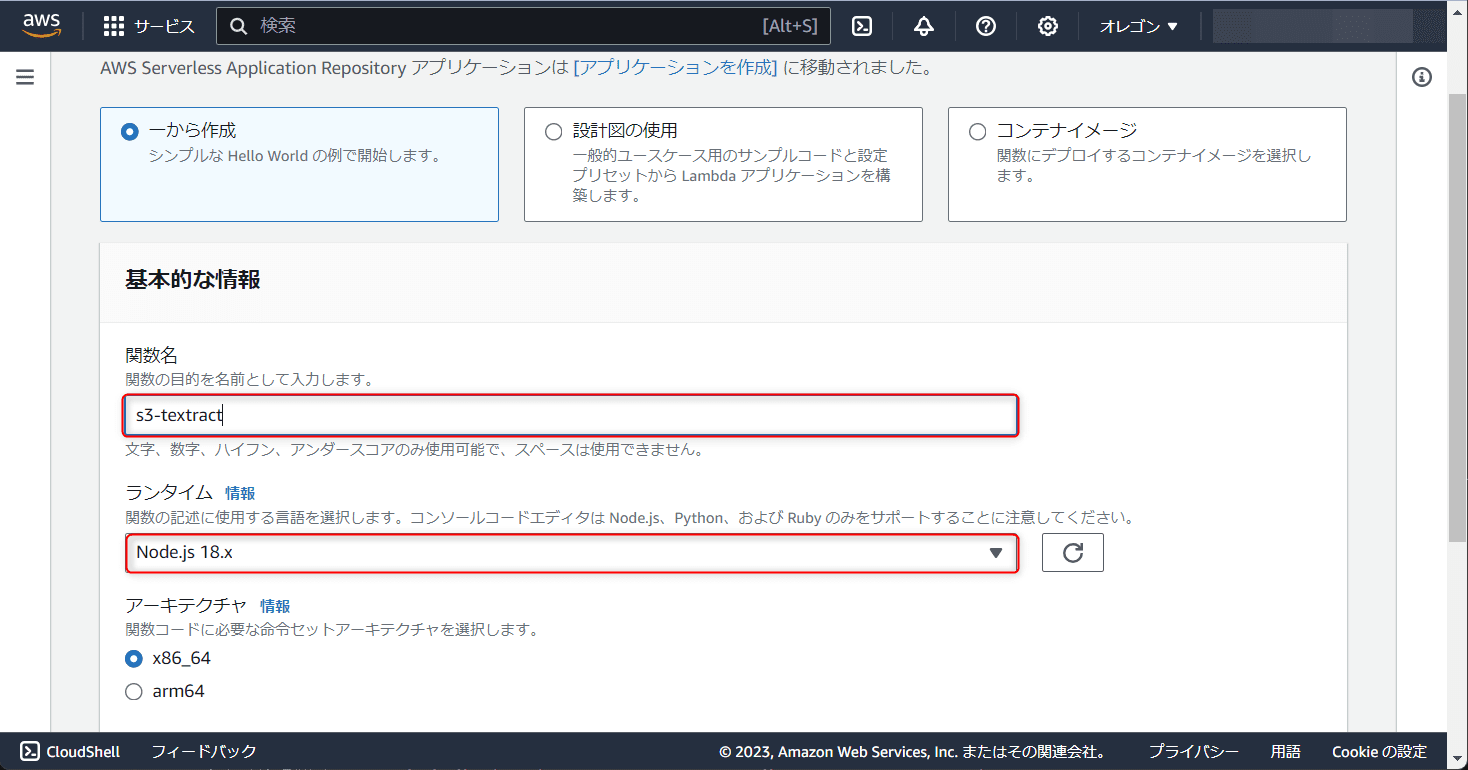 aws サービス 検索 [Alt+S] オレゴン
AWS Serverless Application Repository アプリケーションは [アプリケーションを作成] に移動されました。
一から作成
シンプルな Hello World の例で開始します。
設計図の使用
一般的ユースケース用のサンプルコードと設定
プリセットから Lambda アプリケーションを構
築します。
コンテナイメージ
関数にデプロイするコンテナイメージを選択し
ます。
基本的な情報
関数名
関数の目的を名前として入力します。
s3-textract
文字、数字、ハイフン、アンダースコアのみ使用可能で、スペースは使用できません。
ランタイム 情報
関数の記述に使用する言語を選択します。コンソールコードエディタは Node.js、Python、および Ruby のみをサポートすることに注意してください。
Node.js 18.x
アーキテクチャ 情報
関数コードに必要な命令セットアーキテクチャを選択します。
x86_64
arm64
CloudShell フィードバック © 2023, Amazon Web Services, Inc. またはその関連会社。 プライバシー 用語 Cookie の設定